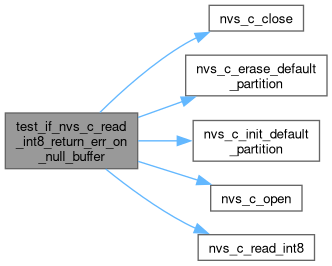 test_if_nvs_c_read
_int8_return_err_on
_null_buffer
nvs_c_close
nvs_c_erase_default
_partition
nvs_c_init_default
_partition
nvs_c_open
nvs_c_read_int8